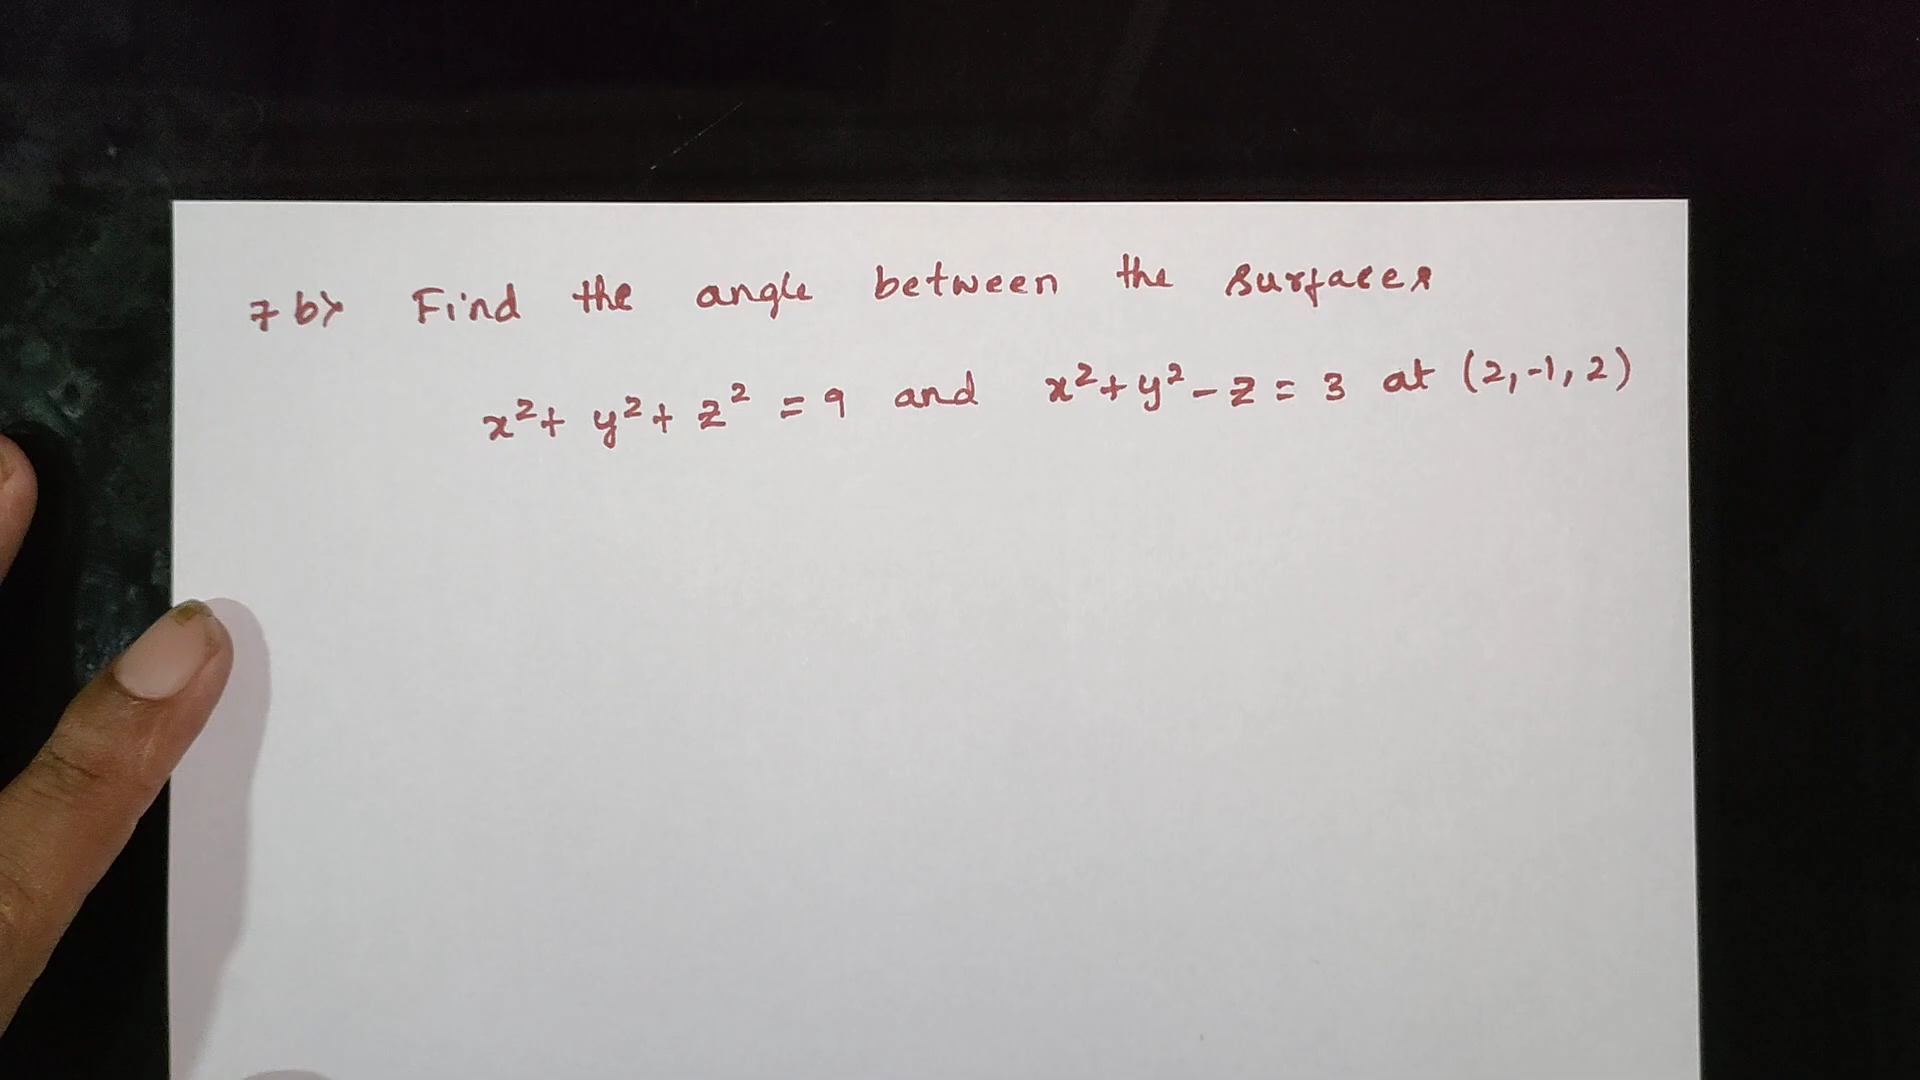 7 b) Find the angle between the surfaces
x² + y² + z² = 9 and x² + y² - z = 3 at (2, -1, 2)